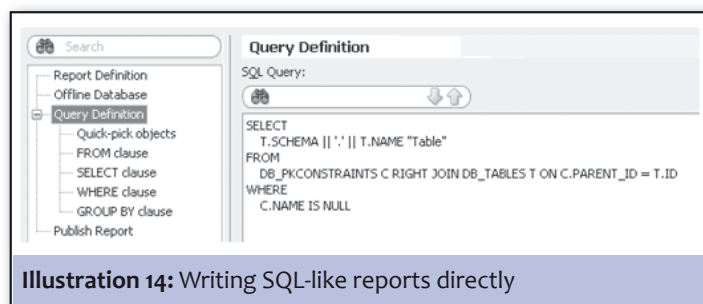 Search
Report Definition
Offline Database
Query Definition
Quick-pick objects
FROM clause
SELECT clause
WHERE clause
GROUP BY clause
Publish Report
Query Definition
SQL Query:
SELECT
T.SCHEMA || '.' || T.NAME "Table"
FROM
DB_PKCONSTRAINTS C RIGHT JOIN DB_TABLES T ON C.PARENT_ID = T.ID
WHERE
C.NAME IS NULL
Illustration 14: Writing SQL-like reports directly